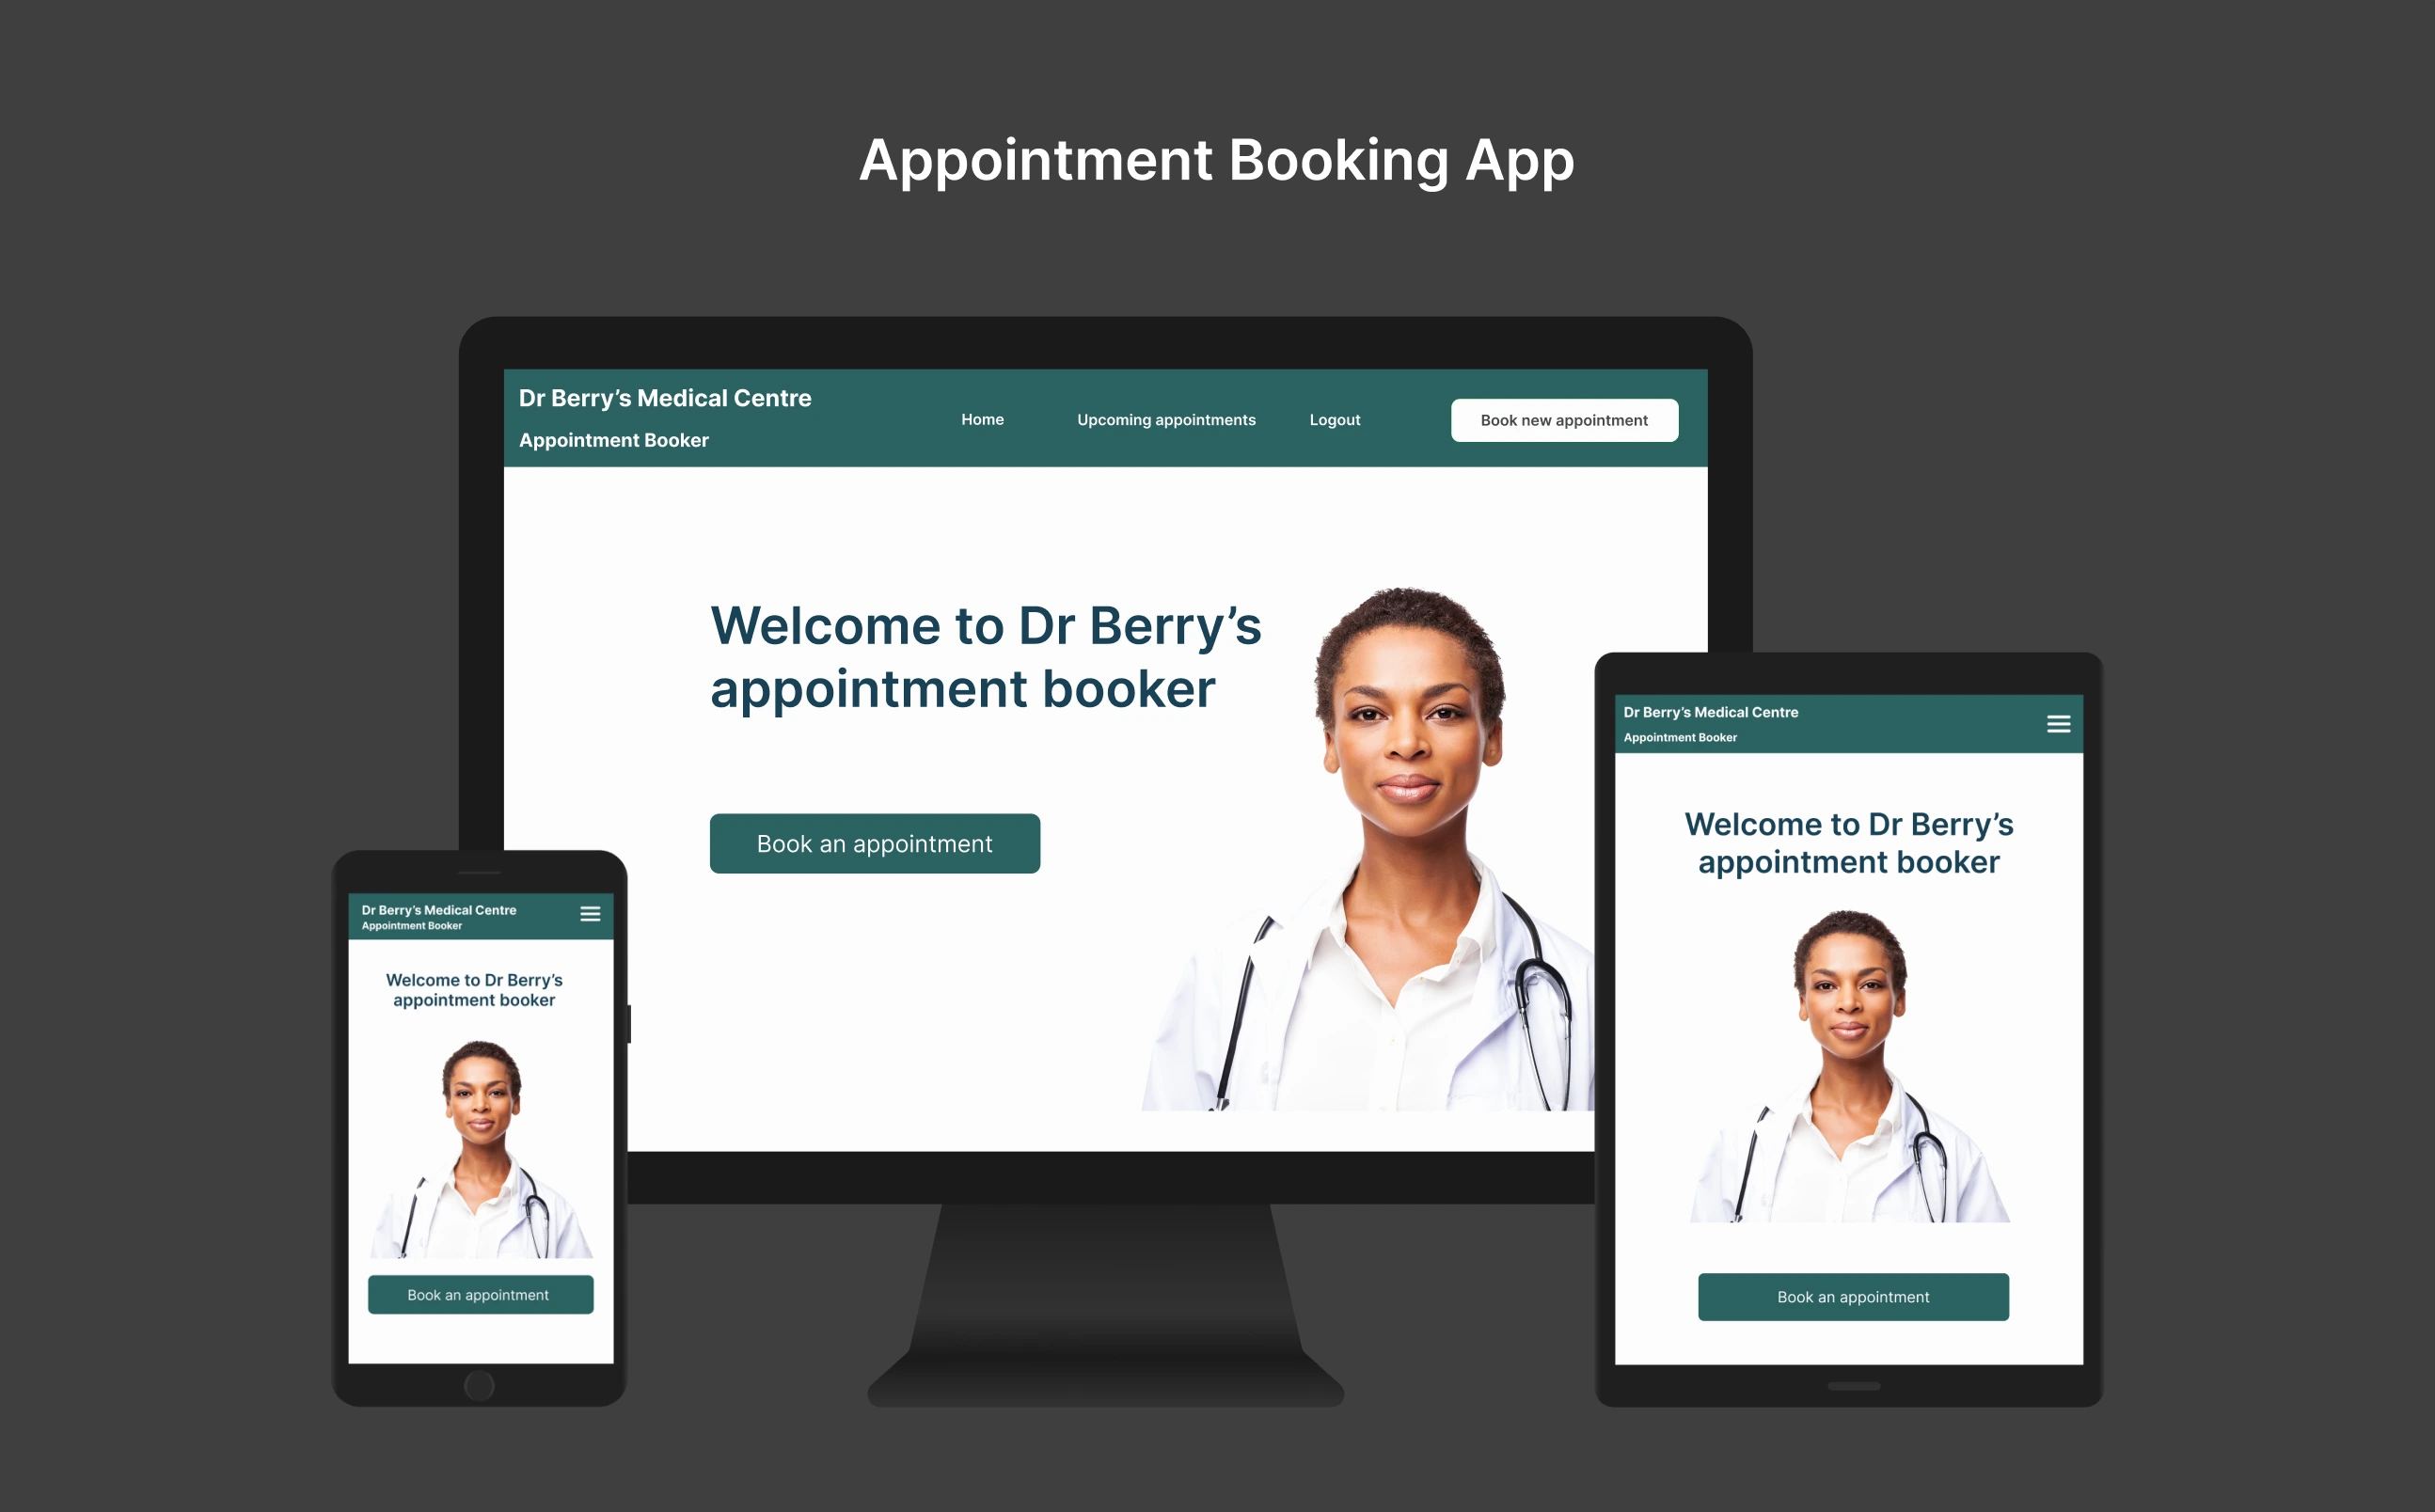 Appointment Booking App
Dr Berry’s Medical Centre
Appointment Booker
Home
Upcoming appointments
Logout
Book new appointment
Welcome to Dr Berry’s
appointment booker
Book an appointment
Dr Berry’s Medical Centre
Appointment Booker
Welcome to Dr Berry’s
appointment booker
Book an appointment
Dr Berry’s Medical Centre
Appointment Booker
Welcome to Dr Berry’s
appointment booker
Book an appointment